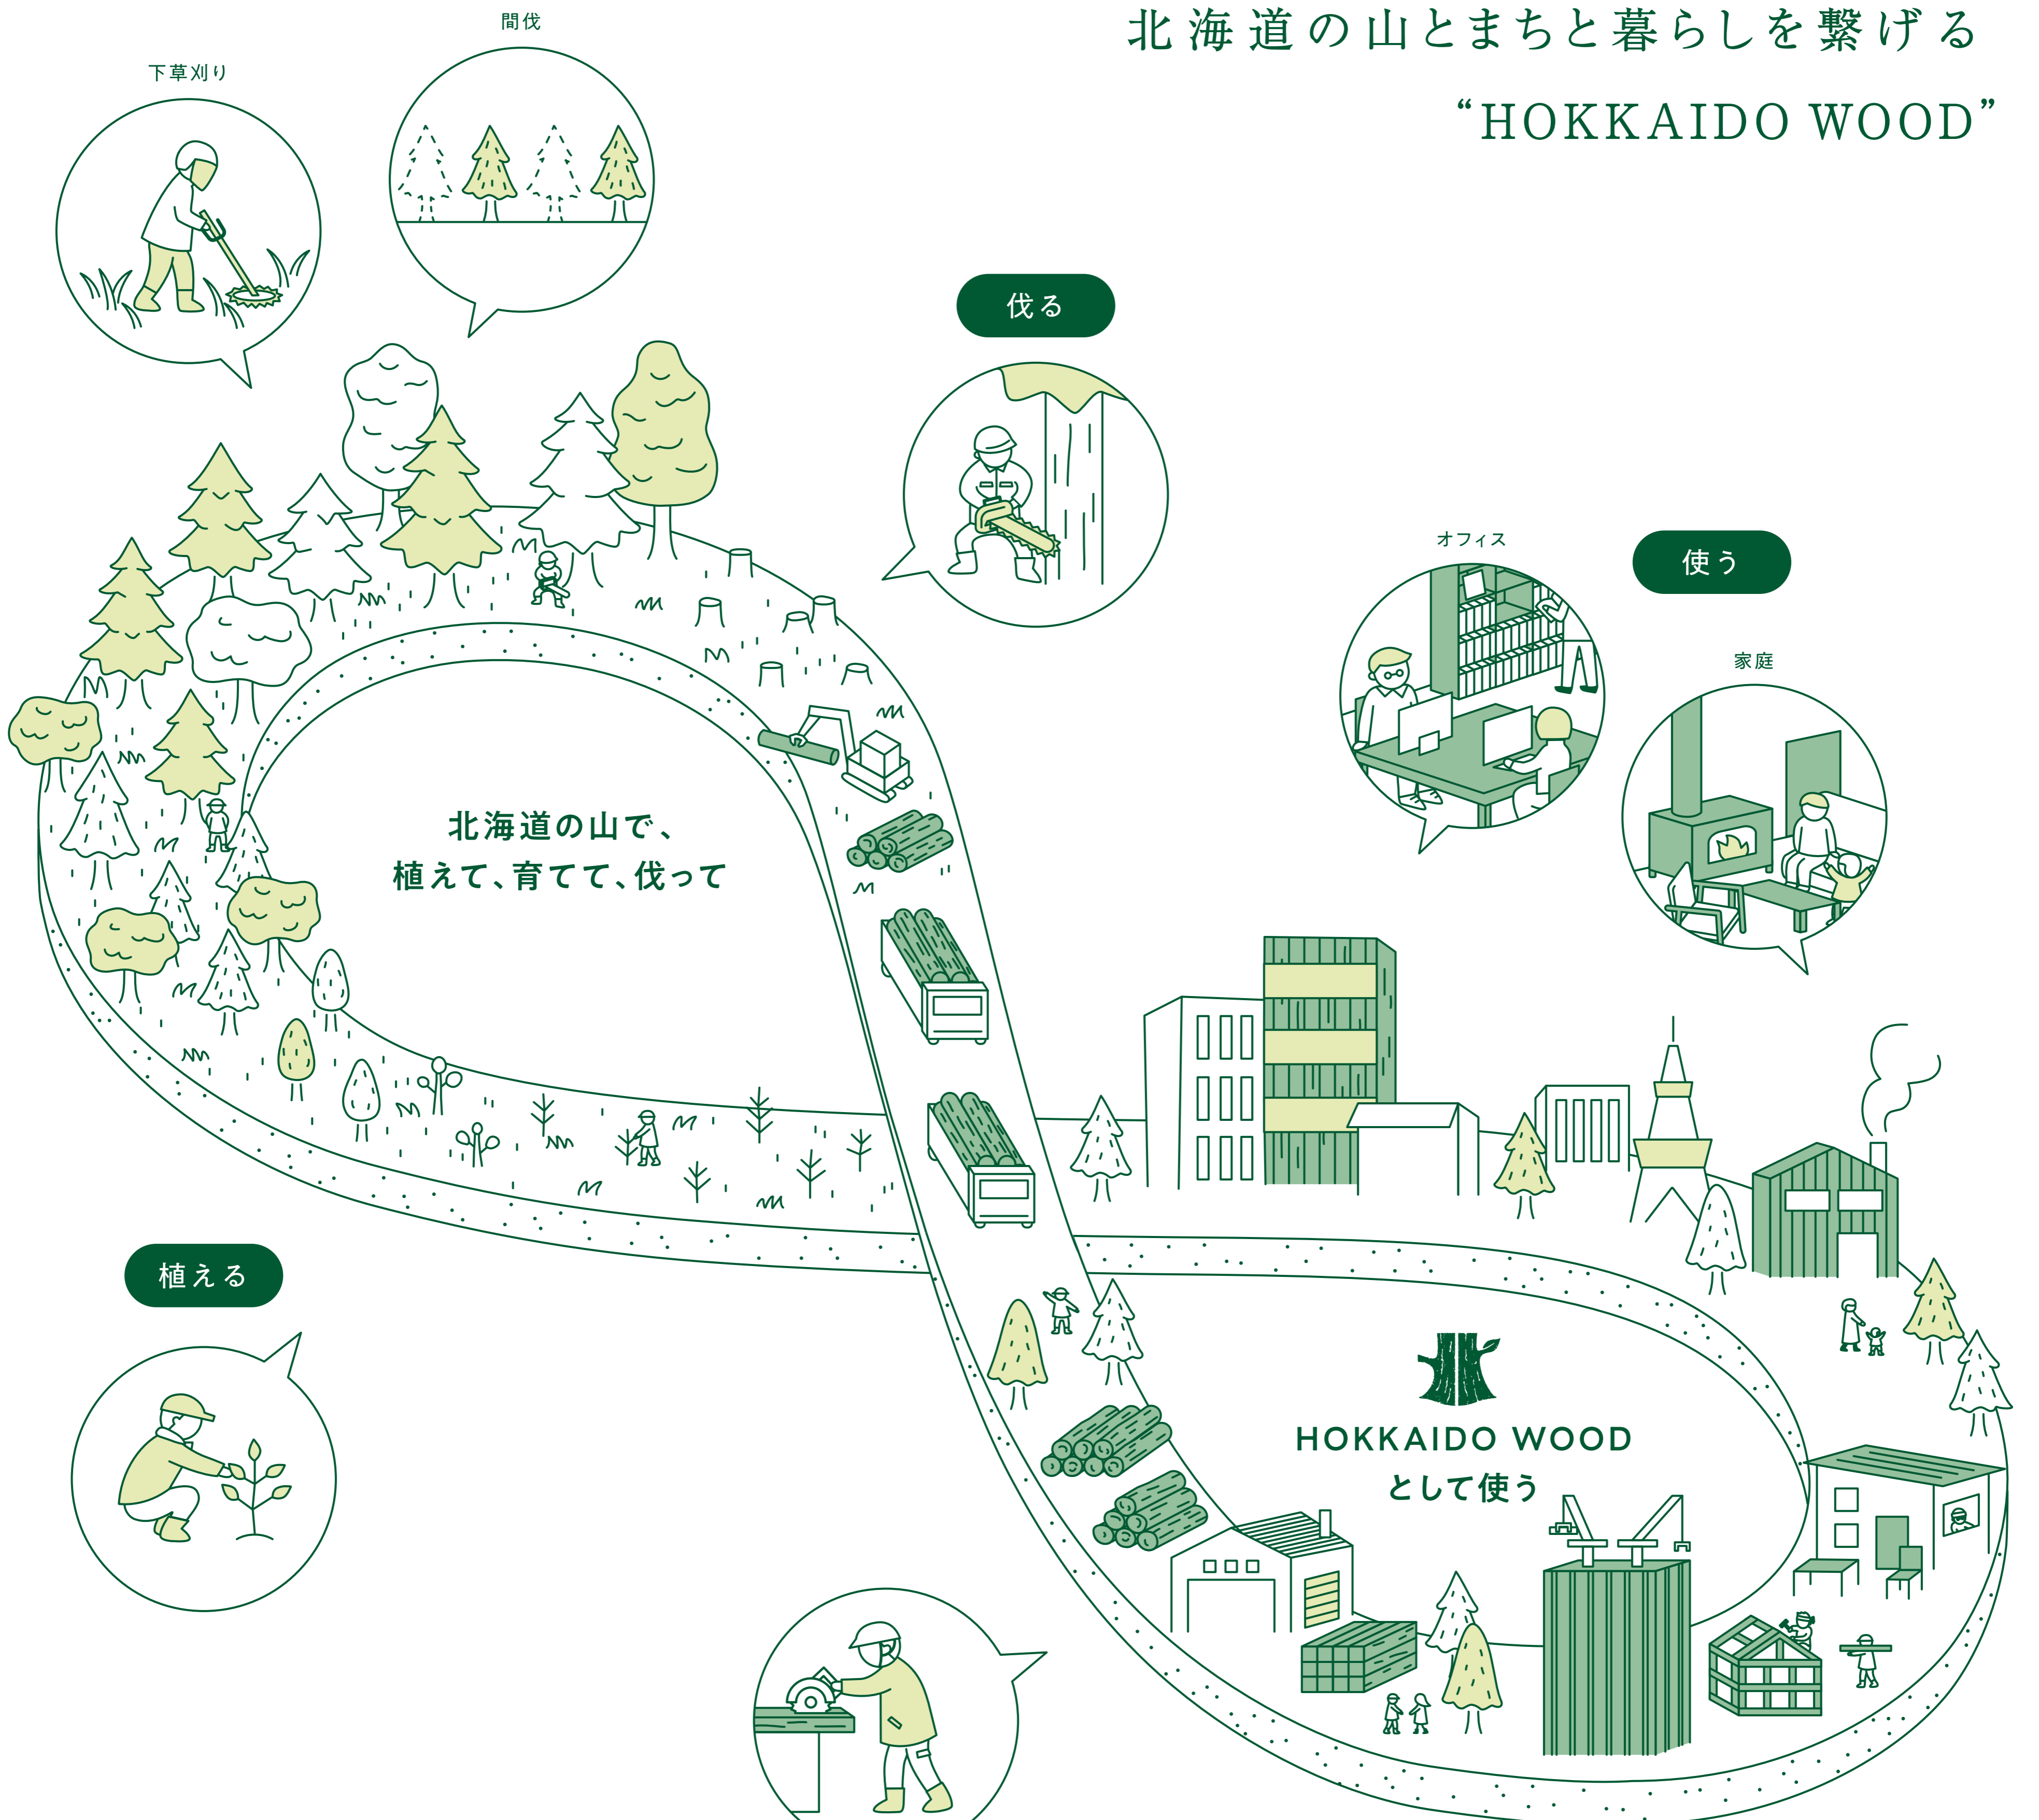 北海道の山とまちと暮らしを繋げる
“HOKKAIDO WOOD”
間伐
下草刈り
伐る
オフィス
使う
家庭
北海道の山で、
植えて、育てて、伐って
植える
HOKKAIDO WOOD
として使う